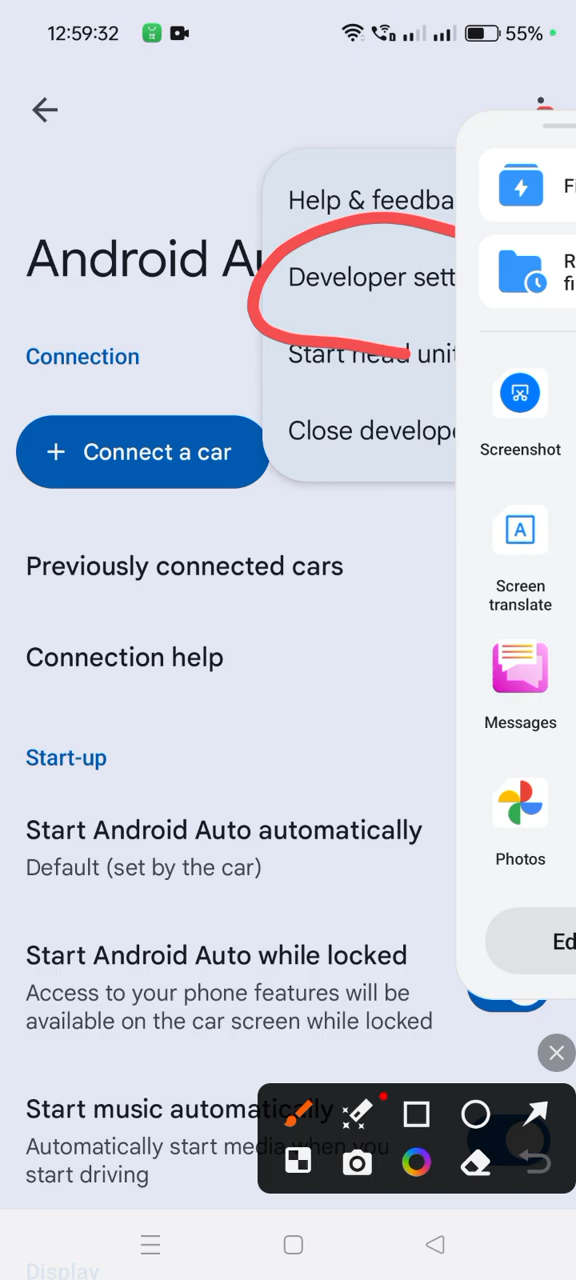 12:59:32
55%
Help & feedba
Android Au
Developer sett
Connection
Start head unit
+ Connect a car
Close develope
Previously connected cars
Connection help
Start-up
Start Android Auto automatically
Default (set by the car)
Start Android Auto while locked
Access to your phone features will be
available on the car screen while locked
Start music automatically
Automatically start media when you
start driving
Display
Fi
R
fi
Screenshot
A
Screen
translate
Messages
Photos
Ed